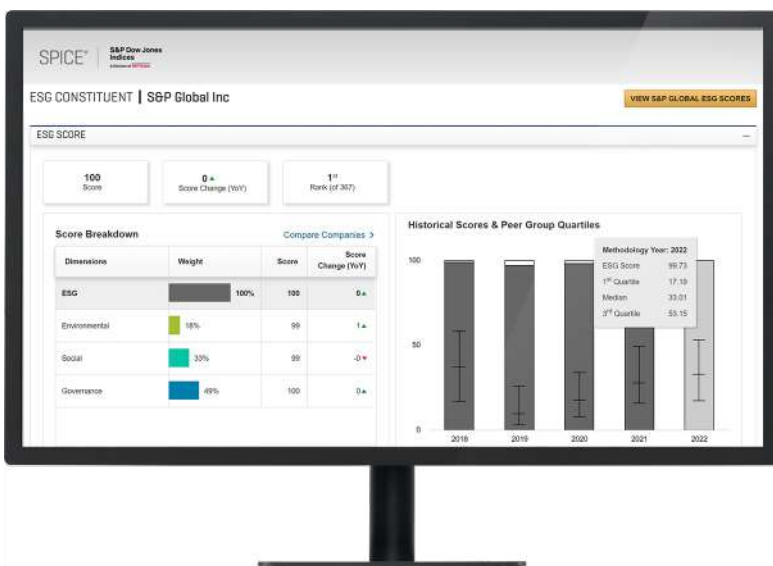 SPICE®
S&P Dow Jones
Indices
ESG CONSTITUENT | S&P Global Inc
VIEW S&P GLOBAL ESG SCORES
ESG SCORE
100
Score
0
Score Change (YoY)
1st
Rank (of 367)
Score Breakdown
Compare Companies >
Dimensions Weight Score Score Change (YoY)
ESG 100% 100 0
Environmental 18% 99 1
Social 33% 99 -0
Governance 49% 100 0
Historical Scores & Peer Group Quartiles
Methodology Year: 2022
ESG Score 99.73
1st Quartile 17.19
Median 33.01
3rd Quartile 53.15
100
50
0
2018 2019 2020 2021 2022